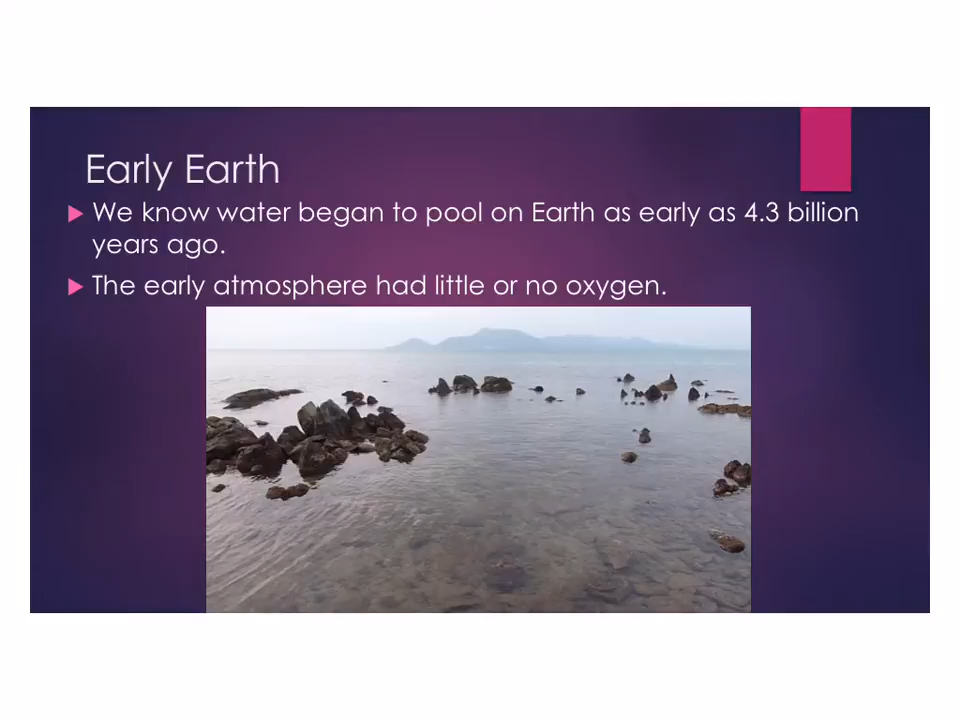 Early Earth
We know water began to pool on Earth as early as 4.3 billion
years ago.
The early atmosphere had little or no oxygen.